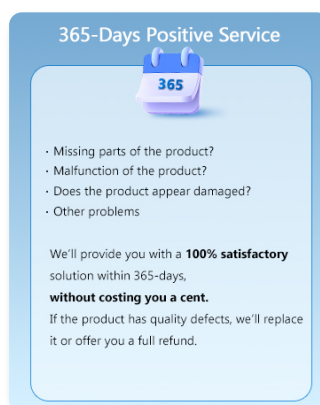 365-Days Positive Service
365
· Missing parts of the product?
· Malfunction of the product?
· Does the product appear damaged?
· Other problems
We'll provide you with a 100% satisfactory
solution within 365-days,
without costing you a cent.
If the product has quality defects, we'll replace
it or offer you a full refund.